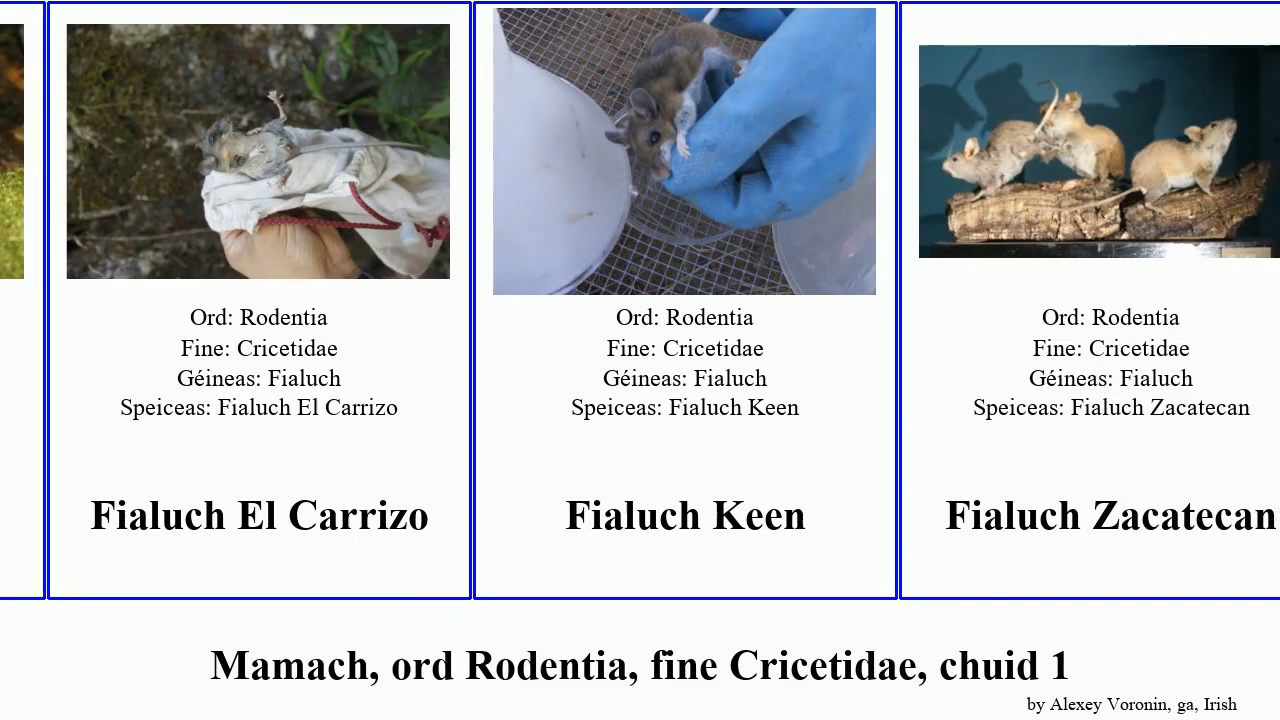 Ord: Rodentia
Fine: Cricetidae
Géineas: Fialuch
Speiceas: Fialuch El Carrizo
Fialuch El Carrizo
Ord: Rodentia
Fine: Cricetidae
Géineas: Fialuch
Speiceas: Fialuch Keen
Fialuch Keen
Ord: Rodentia
Fine: Cricetidae
Géineas: Fialuch
Speiceas: Fialuch Zacatecan
Fialuch Zacatecan
Mamach, ord Rodentia, fine Cricetidae, chuid 1
by Alexey Voronin, ga, Irish